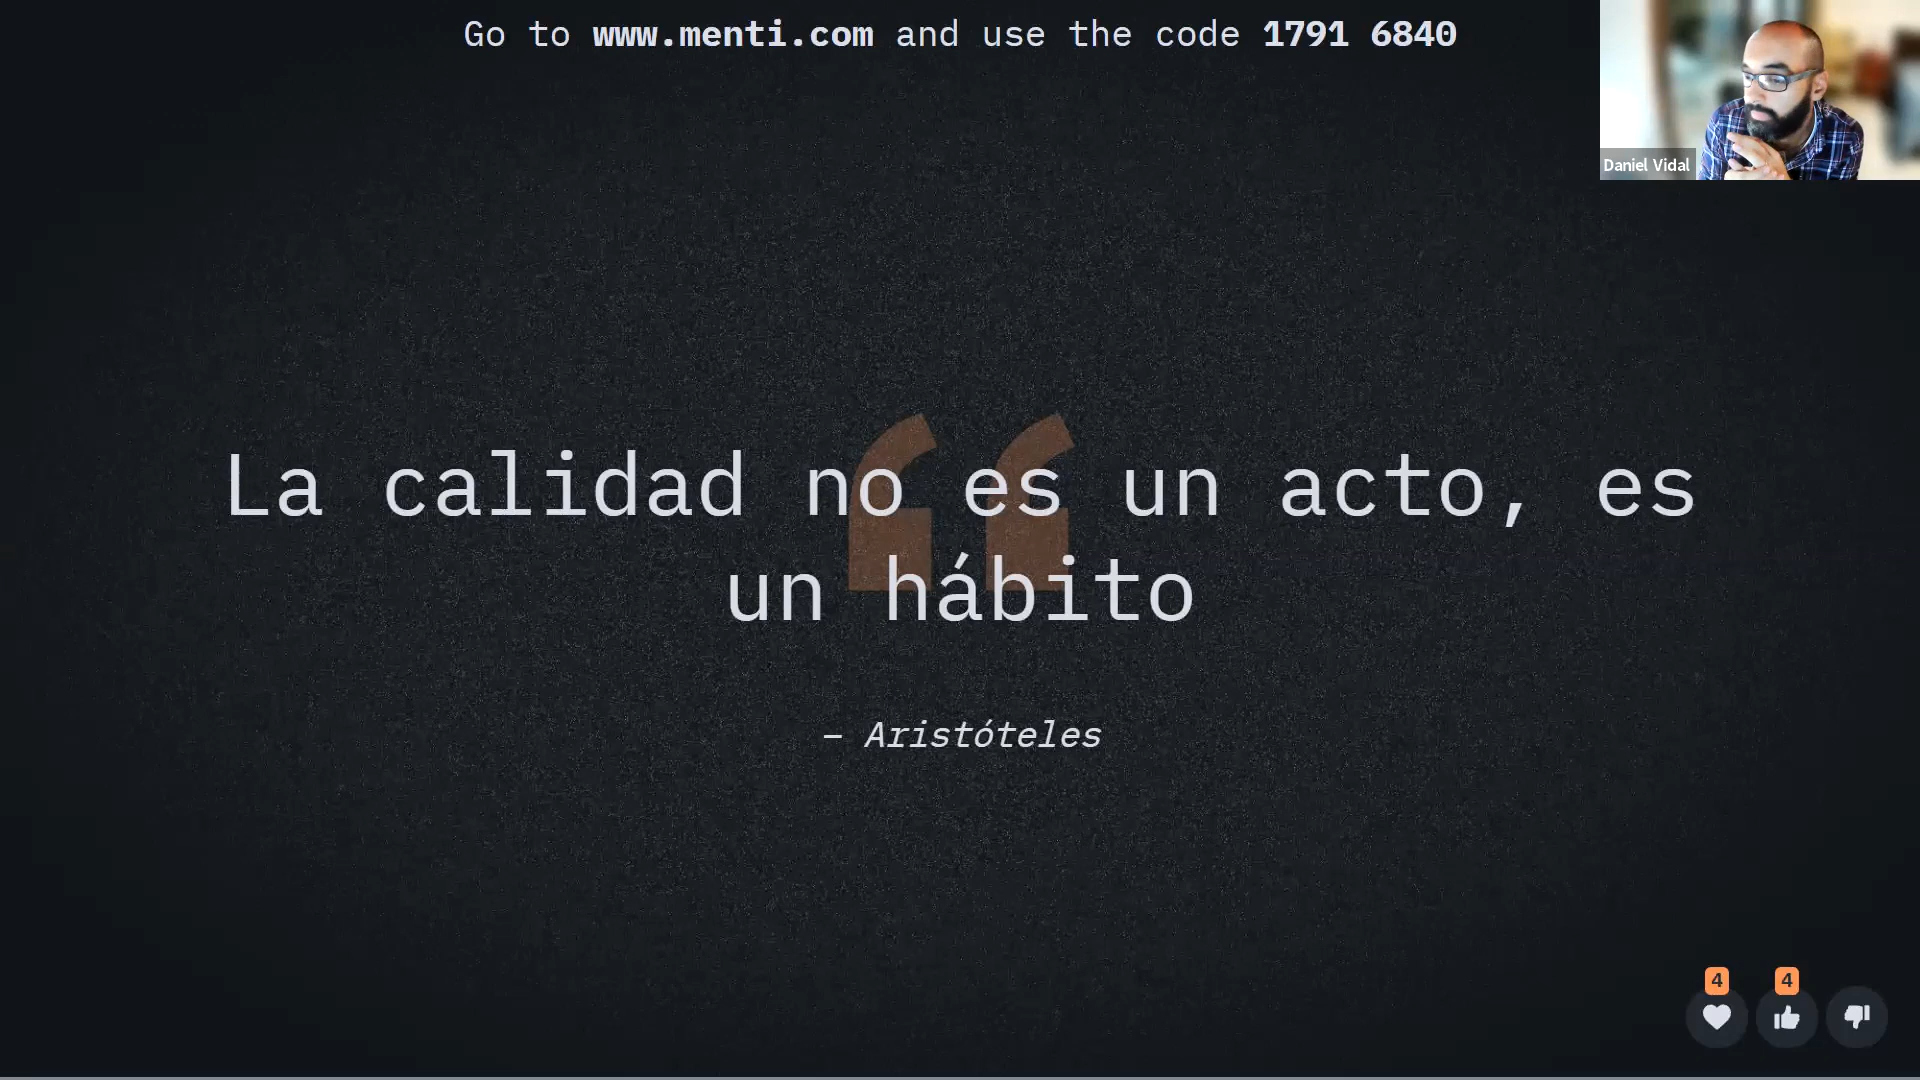 Go to www.menti.com and use the code 1791 6840
Daniel Vidal
La calidad no es un acto, es
un hábito
– Aristóteles
4 4